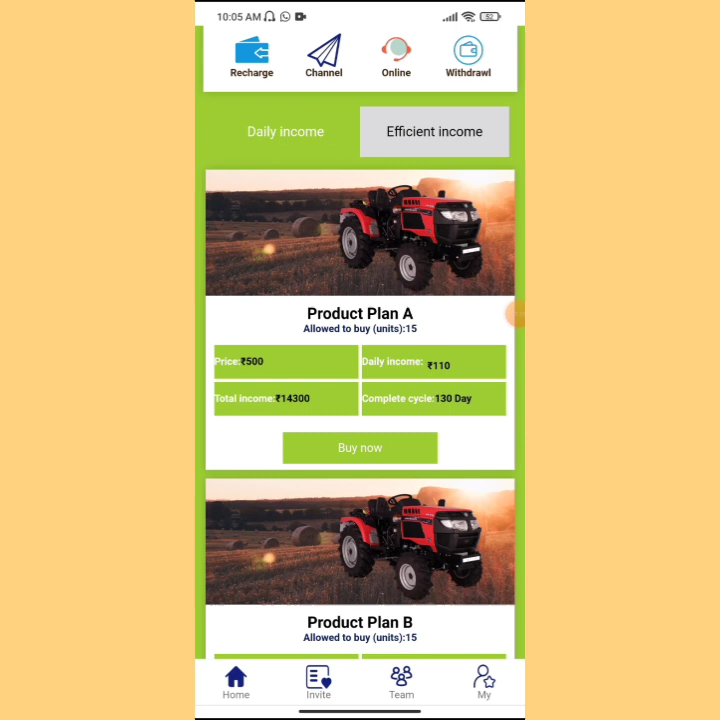 10:05 AM
52
Recharge Channel Online Withdrawl
Daily income Efficient income
Product Plan A
Allowed to buy (units):15
Price:₹500 Daily income: ₹110
Total income:₹14300 Complete cycle:130 Day
Buy now
Product Plan B
Allowed to buy (units):15
Home Invite Team My